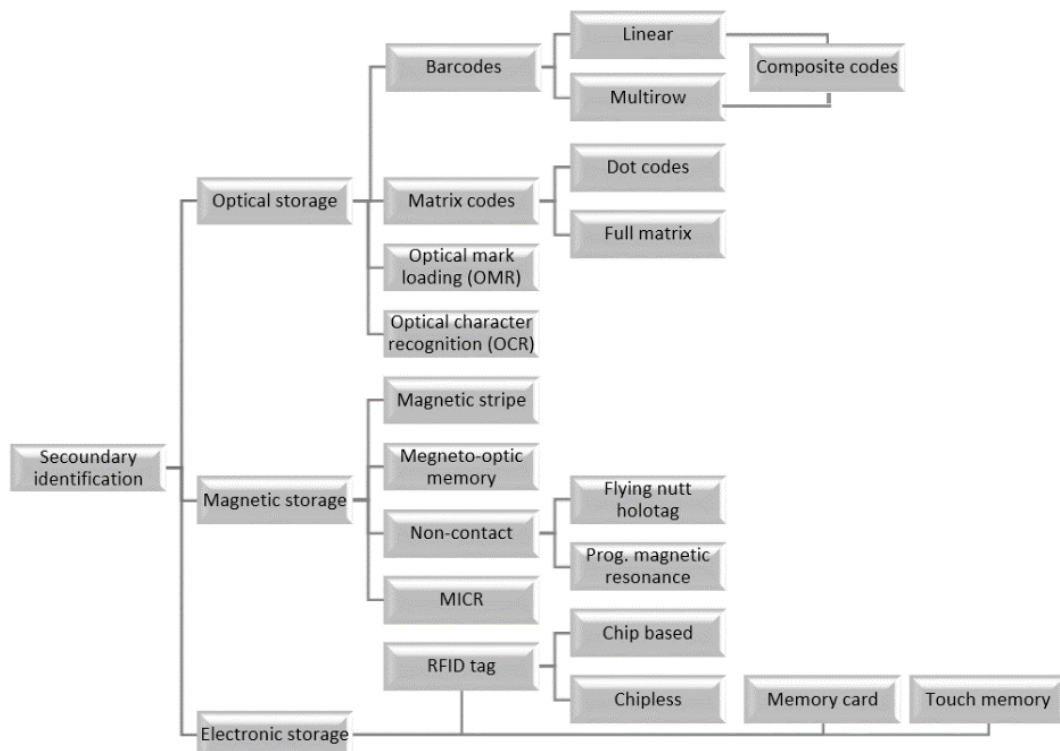 Linear
Barcodes
Composite codes
Multirow
Dot codes
Optical storage
Matrix codes
Full matrix
Optical mark
loading (OMR)
Optical character
recognition (OCR)
Magnetic stripe
Secoundary
identification
Megneto-optic
memory
Magnetic storage
Flying nutt
holotag
Non-contact
Prog. magnetic
resonance
MICR
Chip based
RFID tag
Chipless
Memory card
Touch memory
Electronic storage